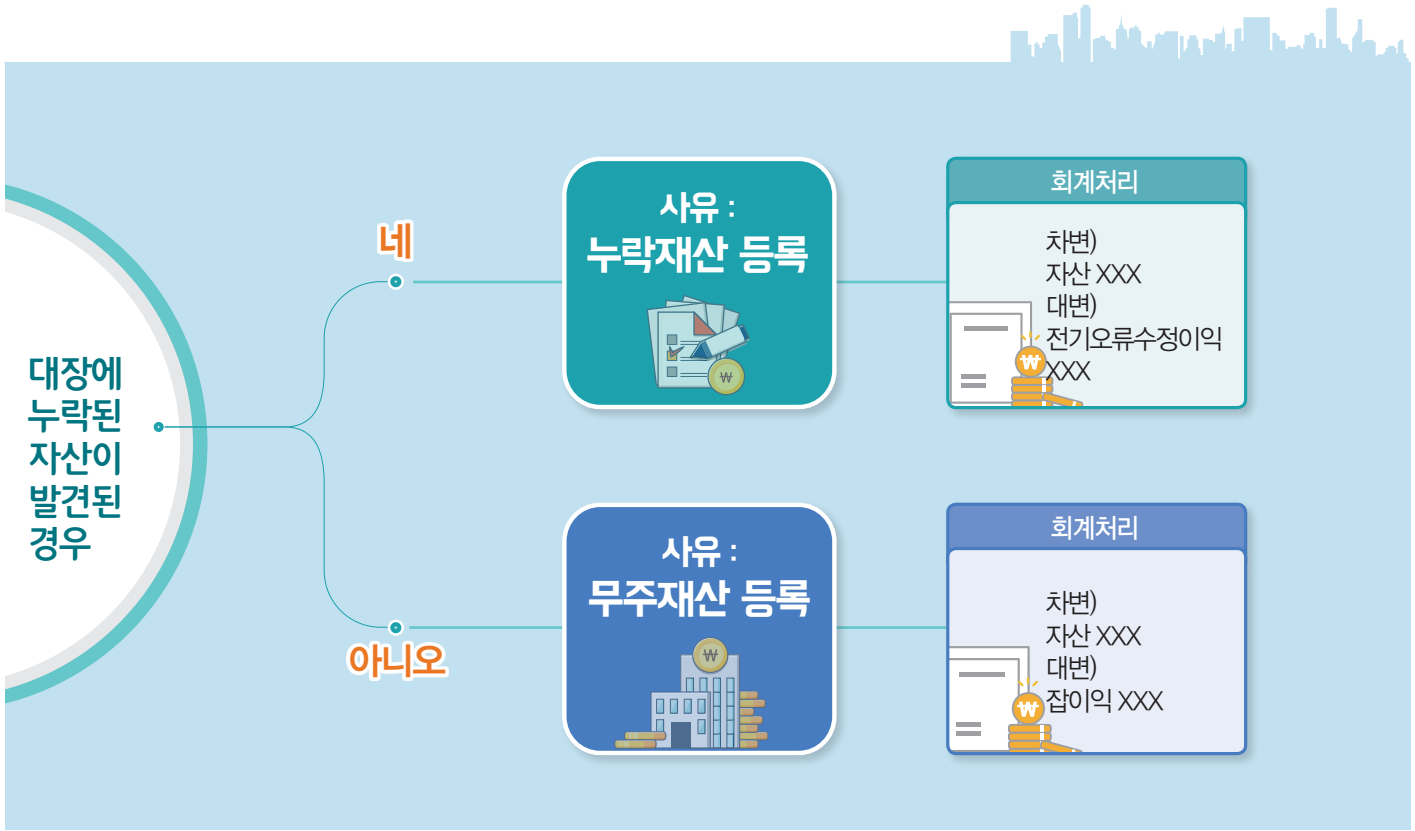 대장에
누락된
자산이
발견된
경우
네
사유 :
누락재산 등록
₩
회계처리
차변)
자산 XXX
대변)
전기오류수정이익
XXX
₩
아니오
사유 :
무주재산 등록
₩
회계처리
차변)
자산 XXX
대변)
잡이익 XXX
₩